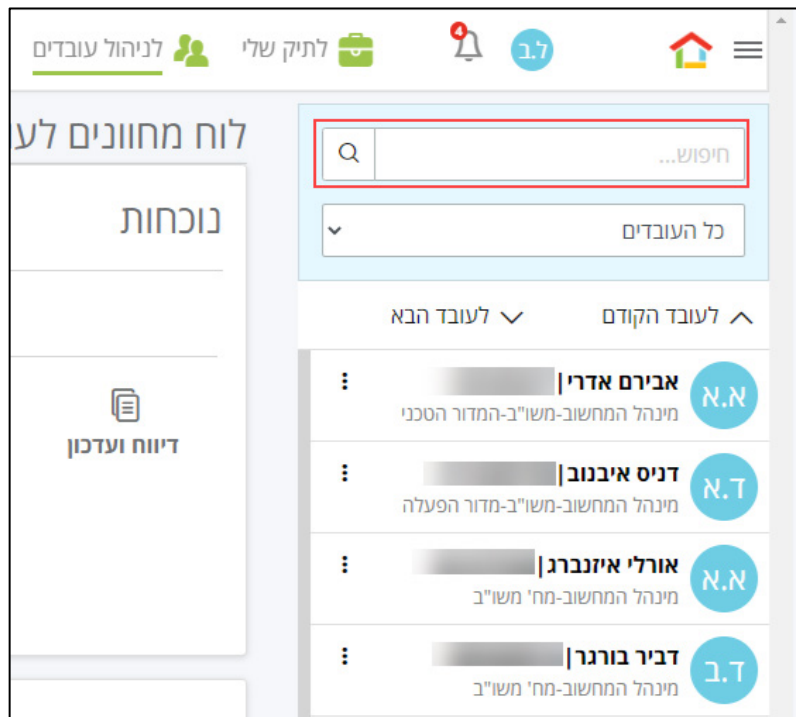 4
ל.ב
לתיק שלי
לניהול עובדים
חיפוש...
כל העובדים
לעובד הקודם
לעובד הבא
א.א
אבירם אדרי |
מינהל המחשוב-משו"ב-המדור הטכני
ד.א
דניס איבנוב |
מינהל המחשוב-משו"ב-מדור הפעלה
א.א
אורלי איזנברג |
מינהל המחשוב-מח' משו"ב
ד.ב
דביר בורגר |
מינהל המחשוב-מח' משו"ב
לוח מחוונים
נוכחות
דיווח ועדכון